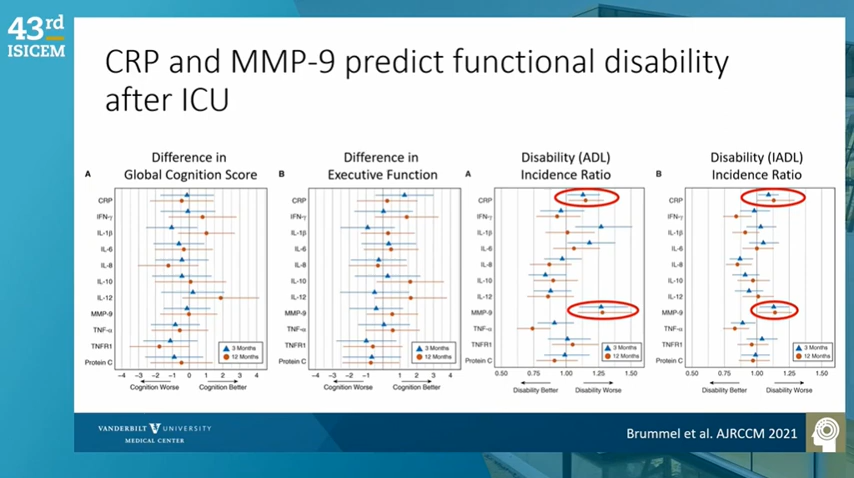 43rd
ISICEM
CRP and MMP-9 predict functional disability
after ICU
A
Difference in
Global Cognition Score
CRP
IFN-γ
IL-1β
IL-6
IL-8
IL-10
IL-12
MMP-9
TNF-α
TNFR1
Protein C
3 Months
12 Months
−4 −3 −2 −1 0 1 2 3 4
Cognition Worse Cognition Better
B
Difference in
Executive Function
CRP
IFN-γ
IL-1β
IL-6
IL-8
IL-10
IL-12
MMP-9
TNF-α
TNFR1
Protein C
3 Months
12 Months
−4 −3 −2 −1 0 1 2 3 4
Cognition Worse Cognition Better
A
Disability (ADL)
Incidence Ratio
CRP
IFN-γ
IL-1β
IL-6
IL-8
IL-10
IL-12
MMP-9
TNF-α
TNFR1
Protein C
3 Months
12 Months
0.50 0.75 1.00 1.25 1.50
Disability Better Disability Worse
B
Disability (IADL)
Incidence Ratio
CRP
IFN-γ
IL-1β
IL-6
IL-8
IL-10
IL-12
MMP-9
TNF-α
TNFR1
Protein C
3 Months
12 Months
0.50 0.75 1.00 1.25 1.50
Disability Better Disability Worse
VANDERBILT UNIVERSITY
MEDICAL CENTER
Brummel et al. AJRCCM 2021